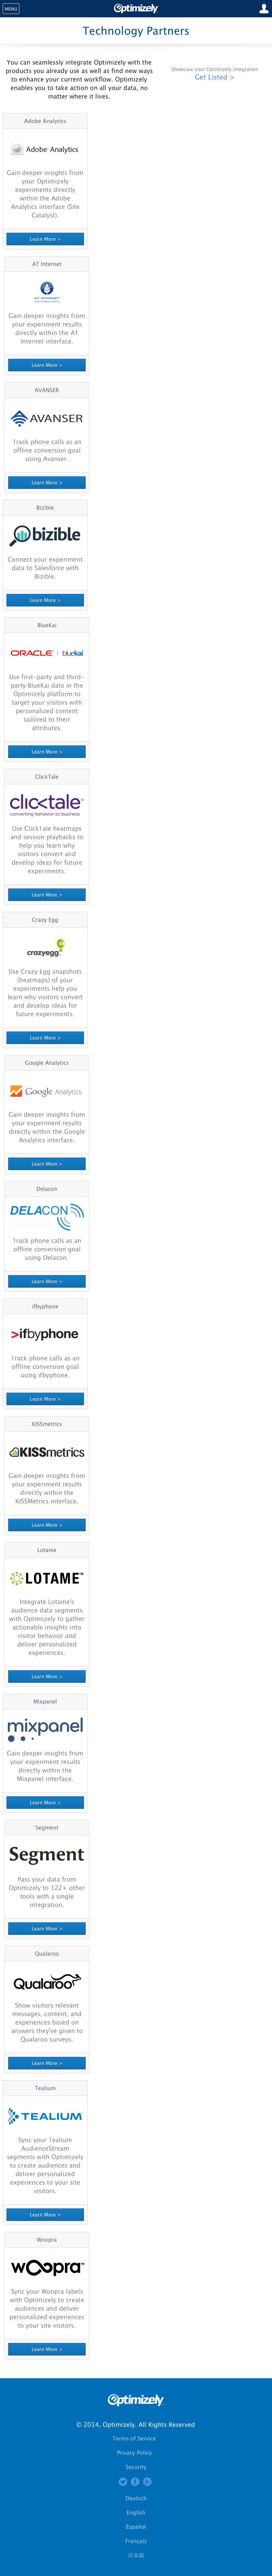 MENU
Optimizely
Technology Partners
You can seamlessly integrate Optimizely with the
products you already use as well as find new ways
to enhance your current workflow. Optimizely
enables you to take action on all your data, no
matter where it lives.
Showcase your Optimizely integration
Get Listed >
Adobe Analytics
Adobe Analytics
Gain deeper insights from
your Optimizely
experiments directly
within the Adobe
Analytics interface (Site
Catalyst).
Learn More >
AT Internet
AT INTERNET
Gain deeper insights from
your experiment results
directly within the AT
Internet interface.
Learn More >
AVANSER
AVANSER
Track phone calls as an
offline conversion goal
using Avanser.
Learn More >
Bizible
bizible
Connect your experiment
data to Salesforce with
Bizible.
Learn More >
BlueKai
ORACLE | bluekai
Use first-party and third-
party BlueKai data in the
Optimizely platform to
target your visitors with
personalized content
tailored to their
attributes.
Learn More >
ClickTale
clicktale
converting behavior to business
Use ClickTale heatmaps
and session playbacks to
help you learn why
visitors convert and
develop ideas for future
experiments.
Learn More >
Crazy Egg
crazyegg
Use Crazy Egg snapshots
(heatmaps) of your
experiments help you
learn why visitors convert
and develop ideas for
future experiments.
Learn More >
Google Analytics
Google Analytics
Gain deeper insights from
your experiment results
directly within the Google
Analytics interface.
Learn More >
Delacon
DELACON
Track phone calls as an
offline conversion goal
using Delacon.
Learn More >
ifbyphone
>ifbyphone
Track phone calls as an
offline conversion goal
using ifbyphone.
Learn More >
KISSmetrics
KISSmetrics
Gain deeper insights from
your experiment results
directly within the
KISSMetrics interface.
Learn More >
Lotame
LOTAME™
Integrate Lotame's
audience data segments
with Optimizely to gather
actionable insights into
visitor behavior and
deliver personalized
experiences.
Learn More >
Mixpanel
mixpanel
Gain deeper insights from
your experiment results
directly within the
Mixpanel interface.
Learn More >
Segment
Segment
Pass your data from
Optimizely to 122+ other
tools with a single
integration.
Learn More >
Qualaroo
Qualaroo
Show visitors relevant
messages, content, and
experiences based on
answers they've given to
Qualaroo surveys.
Learn More >
Tealium
TEALIUM
Sync your Tealium
AudienceStream
segments with Optimizely
to create audiences and
deliver personalized
experiences to your site
visitors.
Learn More >
Woopra
woopra™
Sync your Woopra labels
with Optimizely to create
audiences and deliver
personalized experiences
to your site visitors.
Learn More >
Optimizely
© 2014, Optimizely. All Rights Reserved
Terms of Service
Privacy Policy
Security
Deutsch
English
Español
Français
日本語